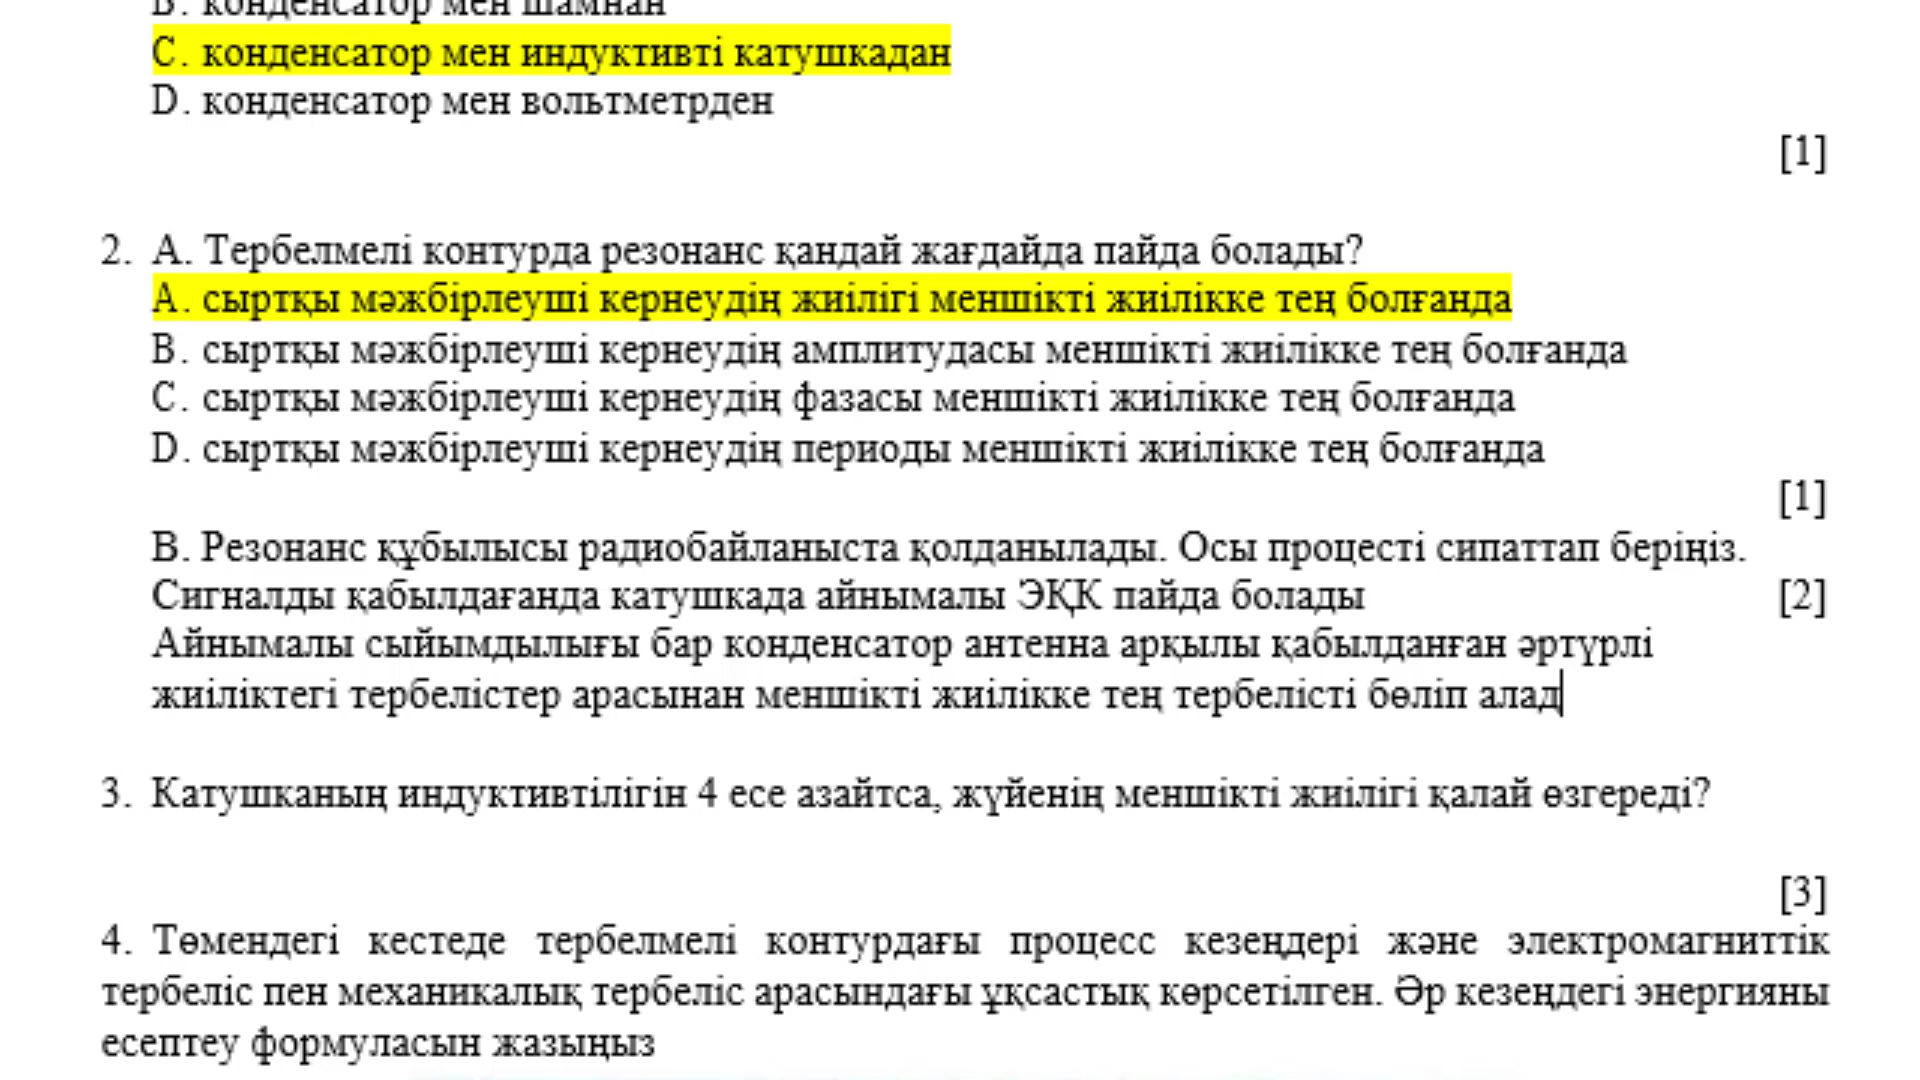 B. конденсатор мен шамнан
C. конденсатор мен индуктивті катушкадан
D. конденсатор мен вольтметрден
[1]
2. A. Тербелмелі контурда резонанс қандай жағдайда пайда болады?
A. сыртқы мәжбірлеуші кернеудің жиілігі меншікті жиілікке тең болғанда
B. сыртқы мәжбірлеуші кернеудің амплитудасы меншікті жиілікке тең болғанда
C. сыртқы мәжбірлеуші кернеудің фазасы меншікті жиілікке тең болғанда
D. сыртқы мәжбірлеуші кернеудің периоды меншікті жиілікке тең болғанда
[1]
B. Резонанс құбылысы радиобайланыста қолданылады. Осы процесті сипаттап беріңіз.
Сигналды қабылдағанда катушкада айнымалы ЭҚК пайда болады [2]
Айнымалы сыйымдылығы бар конденсатор антенна арқылы қабылданған әртүрлі
жиіліктегі тербелістер арасынан меншікті жиілікке тең тербелісті бөліп алад
3. Катушканың индуктивтілігін 4 есе азайтса, жүйенің меншікті жиілігі қалай өзгереді?
[3]
4. Төмендегі кестеде тербелмелі контурдағы процесс кезеңдері және электромагниттік
тербеліс пен механикалық тербеліс арасындағы ұқсастық көрсетілген. Әр кезеңдегі энергияны
есептеу формуласын жазыңыз